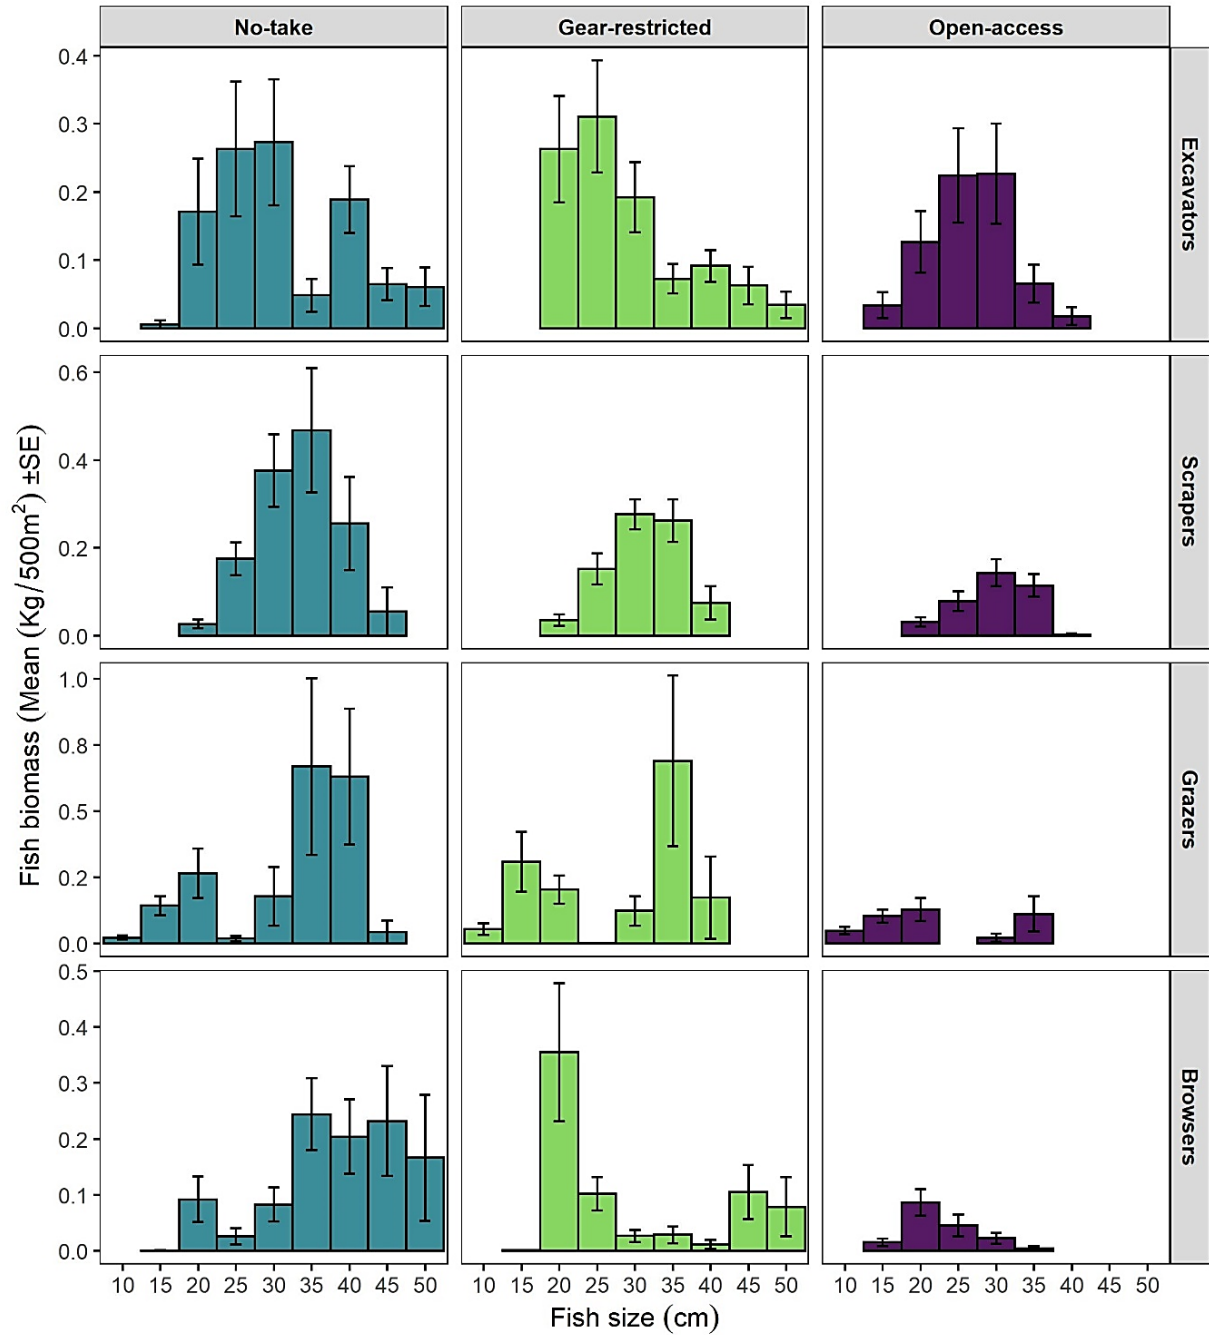 No-take Gear-restricted Open-access
0.4
0.3
0.2
0.1
0.0
Excavators
0.6
0.4
0.2
0.0
Scrapers
1.0
0.8
0.5
0.2
0.0
Grazers
0.5
0.4
0.3
0.2
0.1
0.0
Browsers
Fish biomass (Mean (Kg/500m²) ±SE)
10 15 20 25 30 35 40 45 50 10 15 20 25 30 35 40 45 50 10 15 20 25 30 35 40 45 50
Fish size (cm)